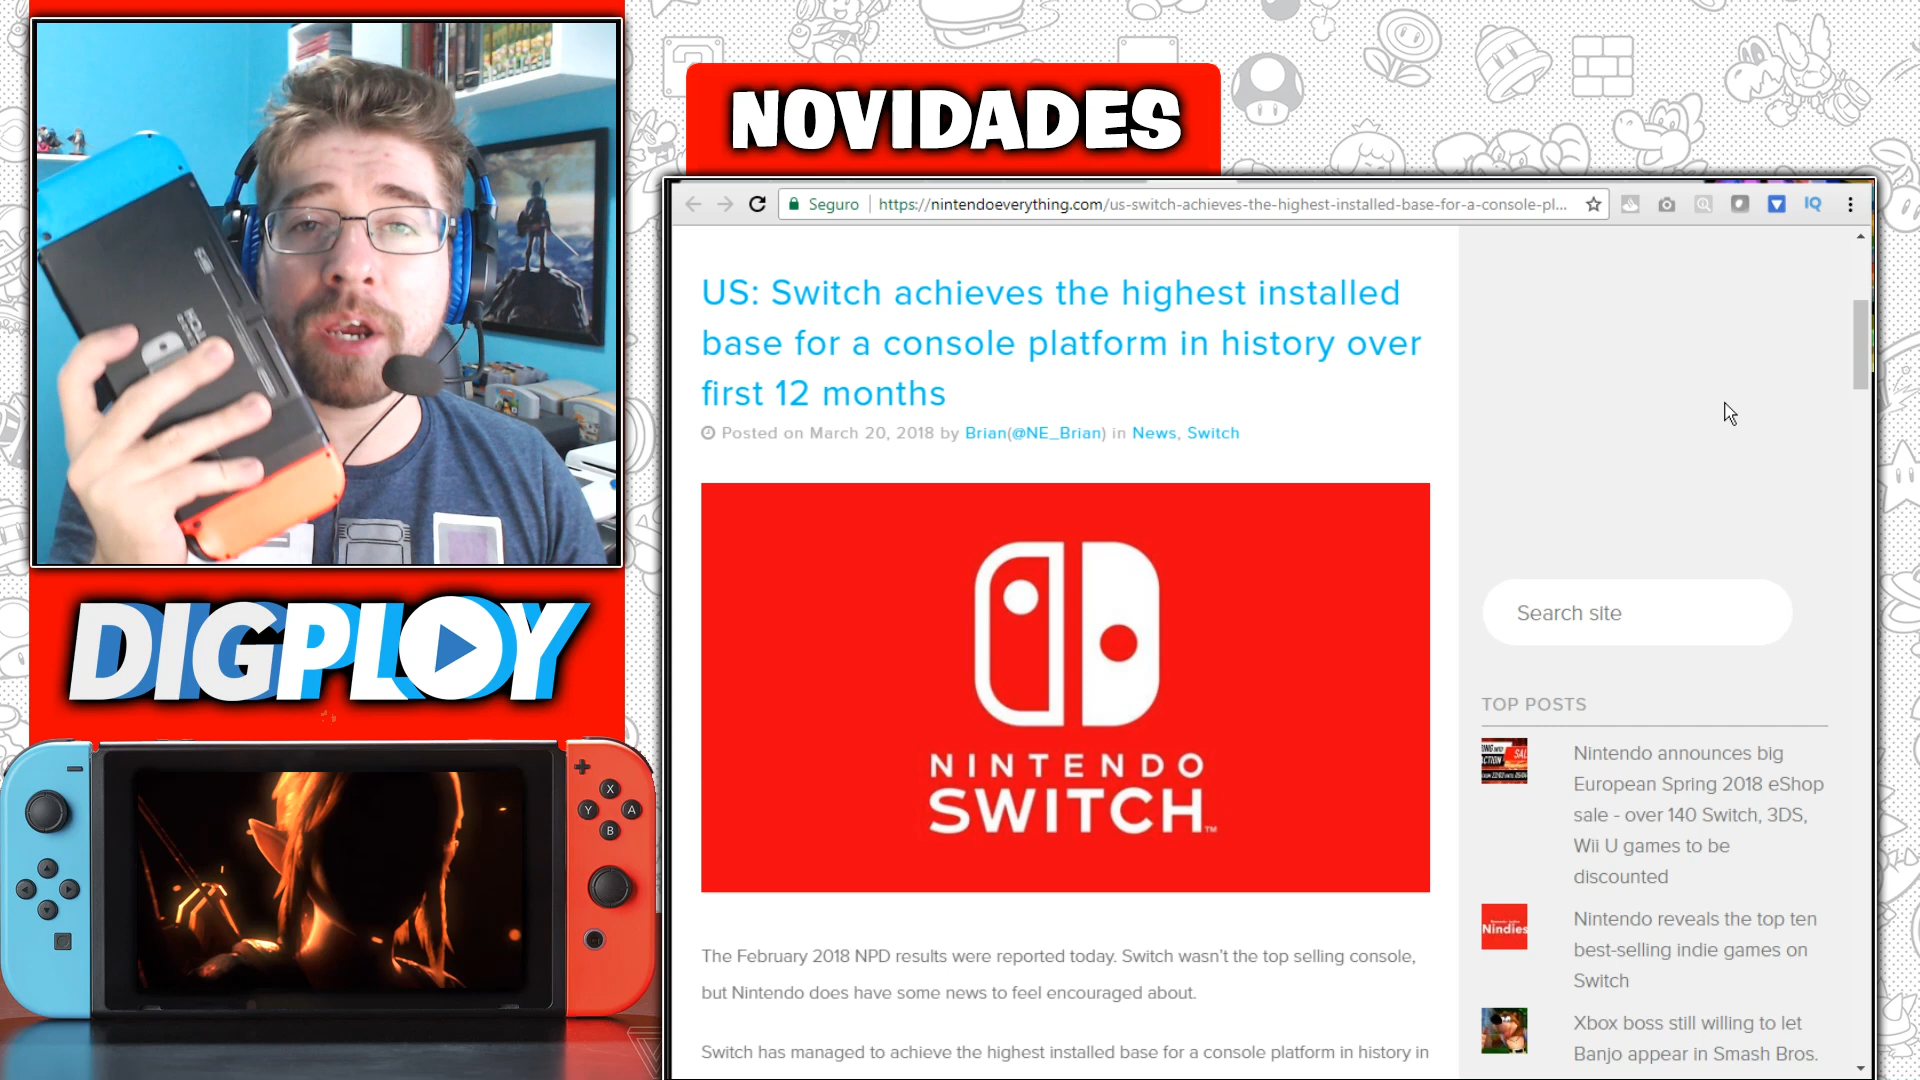 NOVIDADES
Seguro
https://nintendoeverything.com/us-switch-achieves-the-highest-installed-base-for-a-console-pl...
IQ
US: Switch achieves the highest installed
base for a console platform in history over
first 12 months
Posted on March 20, 2018 by Brian(@NE_Brian) in News, Switch
NINTENDO
SWITCH™
The February 2018 NPD results were reported today. Switch wasn't the top selling console,
but Nintendo does have some news to feel encouraged about.
Switch has managed to achieve the highest installed base for a console platform in history in
Search site
TOP POSTS
Nintendo announces big
European Spring 2018 eShop
sale - over 140 Switch, 3DS,
Wii U games to be
discounted
Nindies
Nintendo reveals the top ten
best-selling indie games on
Switch
Xbox boss still willing to let
Banjo appear in Smash Bros.
DIGPLOY
X
Y
A
B